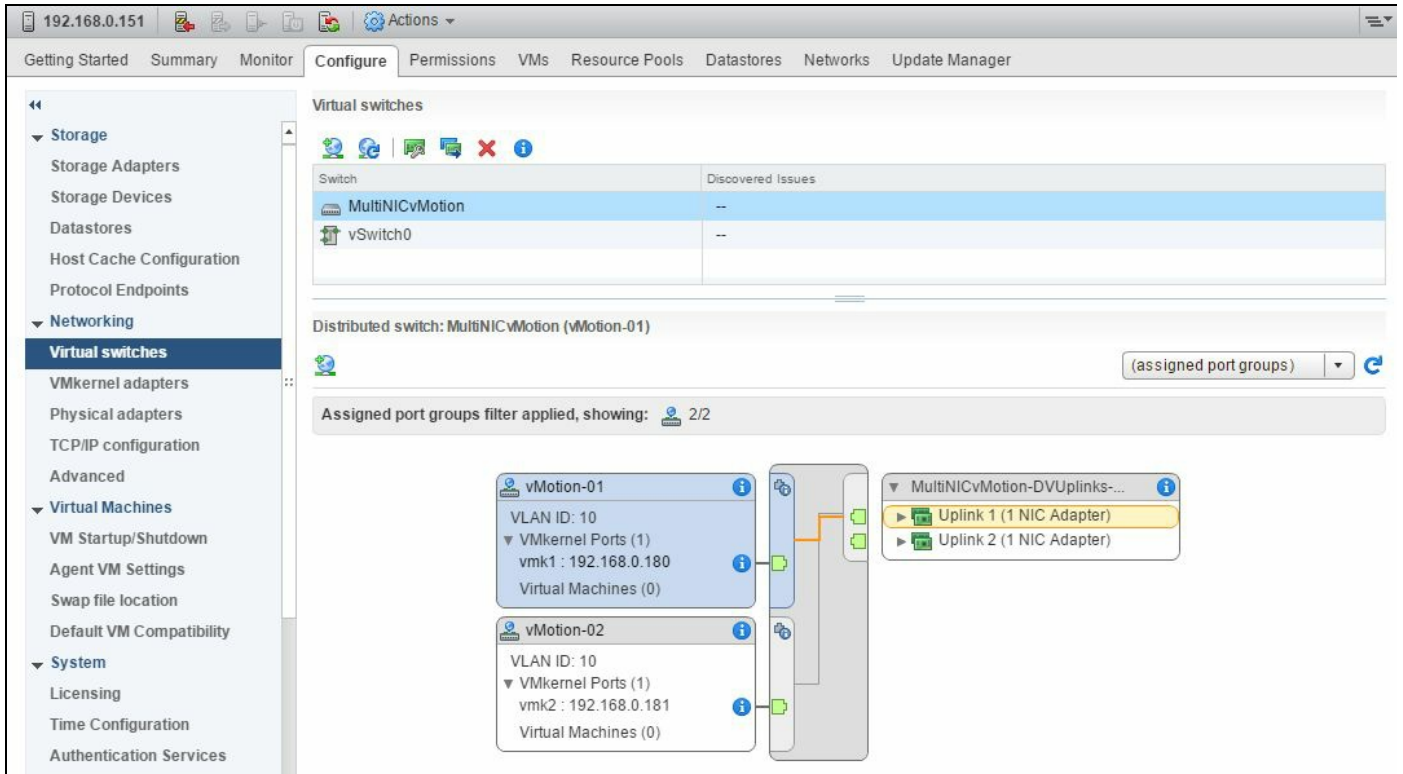 192.168.0.151 Actions
Getting Started Summary Monitor Configure Permissions VMs Resource Pools Datastores Networks Update Manager
Storage
Storage Adapters
Storage Devices
Datastores
Host Cache Configuration
Protocol Endpoints
Networking
Virtual switches
VMkernel adapters
Physical adapters
TCP/IP configuration
Advanced
Virtual Machines
VM Startup/Shutdown
Agent VM Settings
Swap file location
Default VM Compatibility
System
Licensing
Time Configuration
Authentication Services
Virtual switches
Switch Discovered Issues
MultiNICvMotion --
vSwitch0 --
Distributed switch: MultiNICvMotion (vMotion-01)
(assigned port groups)
Assigned port groups filter applied, showing: 2/2
vMotion-01
VLAN ID: 10
VMkernel Ports (1)
vmk1 : 192.168.0.180
Virtual Machines (0)
vMotion-02
VLAN ID: 10
VMkernel Ports (1)
vmk2 : 192.168.0.181
Virtual Machines (0)
MultiNICvMotion-DVUplinks-...
Uplink 1 (1 NIC Adapter)
Uplink 2 (1 NIC Adapter)